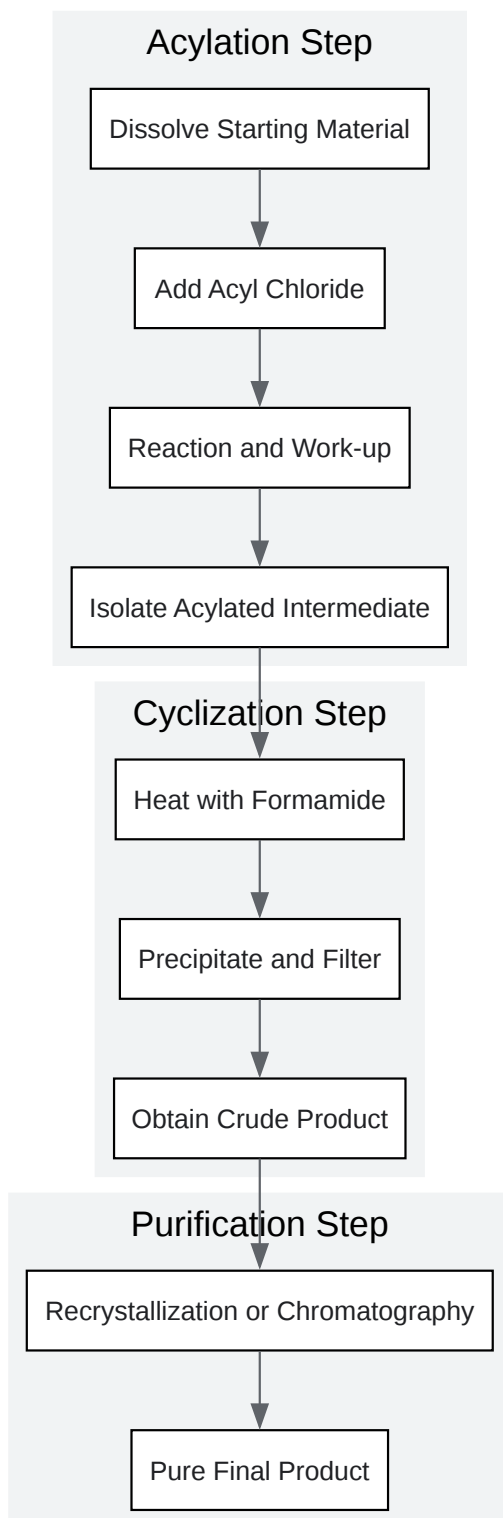 Acylation Step
Dissolve Starting Material
Add Acyl Chloride
Reaction and Work-up
Isolate Acylated Intermediate
Cyclization Step
Heat with Formamide
Precipitate and Filter
Obtain Crude Product
Purification Step
Recrystallization or Chromatography
Pure Final Product